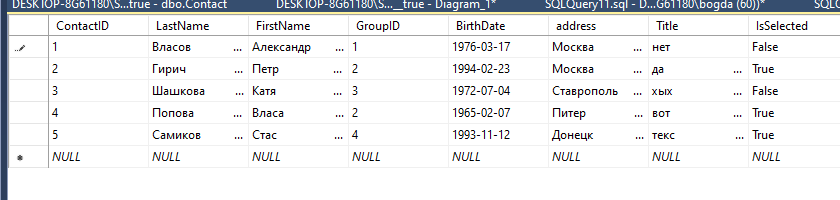 DESKTOP-8G61180\S...true - dbo.Contact DESKTOP-8G61180\S...__true - Diagram_1* SQLQuery11.sql - D...G61180\bogda (60))* SQLQ
ContactID LastName FirstName GroupID BirthDate address Title IsSelected
1 Власов ... Александр ... 1 1976-03-17 Москва ... нет ... False
2 Гирич ... Петр ... 2 1994-02-23 Москва ... да ... True
3 Шашкова ... Катя ... 3 1972-07-04 Ставрополь ... хых ... False
4 Попова ... Власа ... 2 1965-02-07 Питер ... вот ... True
5 Самиков ... Стас ... 4 1993-11-12 Донецк ... текс ... True
NULL NULL NULL NULL NULL NULL NULL NULL